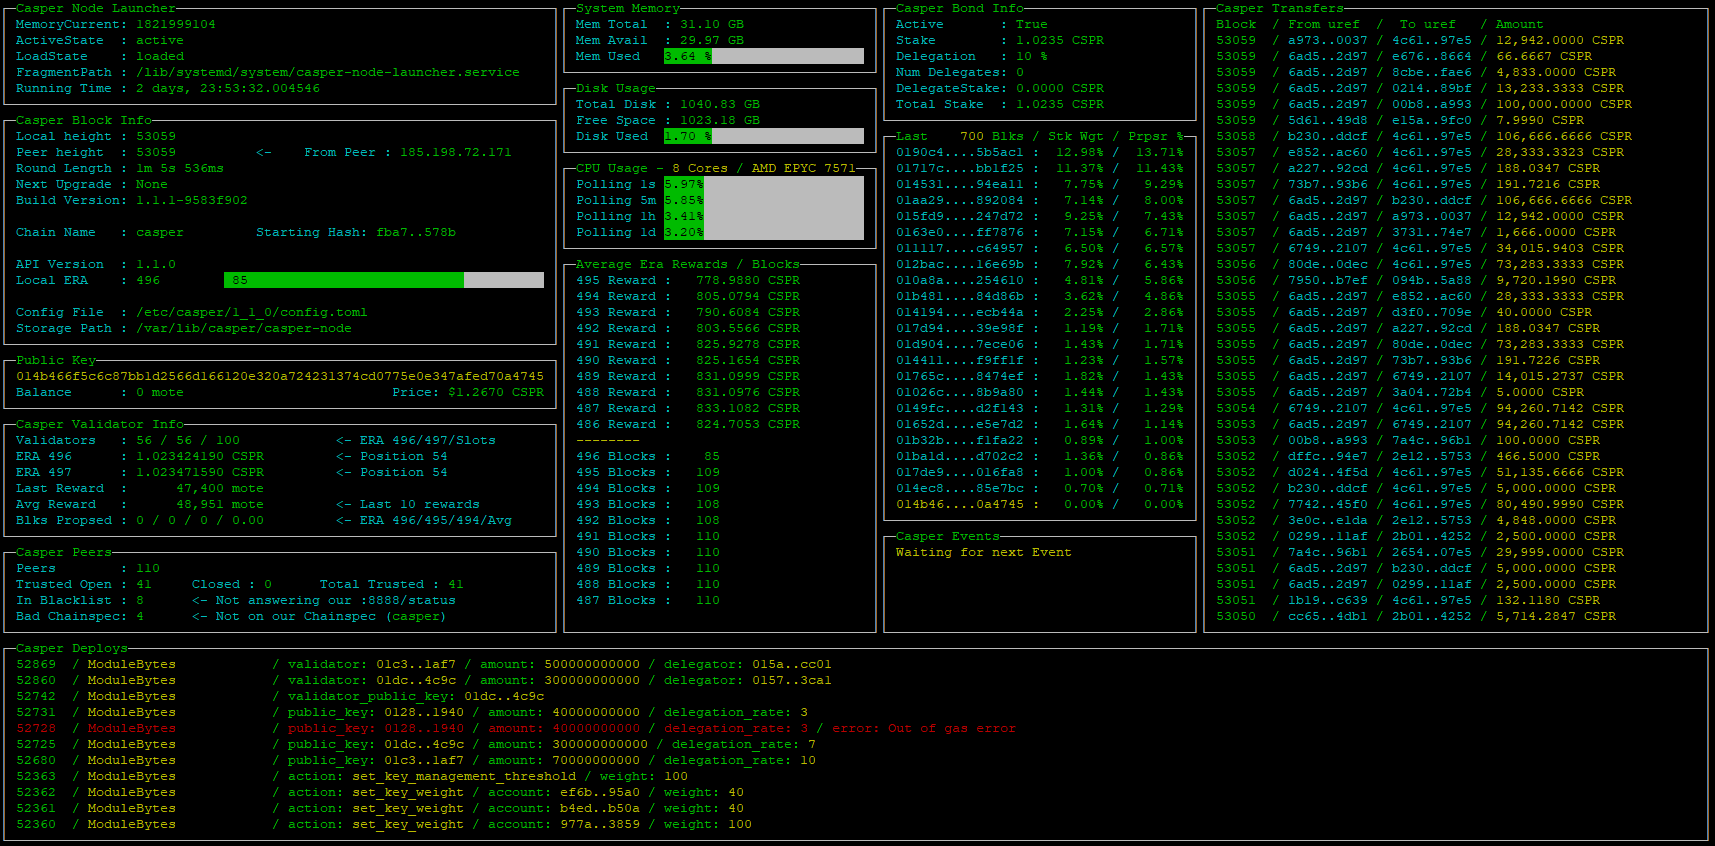 Casper Node Launcher
MemoryCurrent: 1821999104
ActiveState : active
LoadState : loaded
FragmentPath : /lib/systemd/system/casper-node-launcher.service
Running Time : 2 days, 23:53:32.004546
Casper Block Info
Local height : 53059
Peer height : 53059 <- From Peer : 185.198.72.171
Round Length : 1m 5s 536ms
Next Upgrade : None
Build Version: 1.1.1-9583f902
Chain Name : casper Starting Hash: fba7..578b
API Version : 1.1.0
Local ERA : 496 85
Config File : /etc/casper/1_1_0/config.toml
Storage Path : /var/lib/casper/casper-node
Public Key
014b466f5c6c87bb1d2566d166120e320a724231374cd0775e0e347afed70a4745
Balance : 0 mote Price: $1.2670 CSPR
Casper Validator Info
Validators : 56 / 56 / 100 <- ERA 496/497/Slots
ERA 496 : 1.023424190 CSPR <- Position 54
ERA 497 : 1.023471590 CSPR <- Position 54
Last Reward : 47,400 mote
Avg Reward : 48,951 mote <- Last 10 rewards
Blks Propsed : 0 / 0 / 0 / 0.00 <- ERA 496/495/494/Avg
Casper Peers
Peers : 110
Trusted Open : 41 Closed : 0 Total Trusted : 41
In Blacklist : 8 <- Not answering our :8888/status
Bad Chainspec: 4 <- Not on our Chainspec (casper)
System Memory
Mem Total : 31.10 GB
Mem Avail : 29.97 GB
Mem Used 3.64 %
Disk Usage
Total Disk : 1040.83 GB
Free Space : 1023.18 GB
Disk Used 1.70 %
CPU Usage - 8 Cores / AMD EPYC 7571
Polling 1s 5.97%
Polling 5m 5.85%
Polling 1h 3.41%
Polling 1d 3.20%
Average Era Rewards / Blocks
495 Reward : 778.9880 CSPR
494 Reward : 805.0794 CSPR
493 Reward : 790.6084 CSPR
492 Reward : 803.5566 CSPR
491 Reward : 825.9278 CSPR
490 Reward : 825.1654 CSPR
489 Reward : 831.0999 CSPR
488 Reward : 831.0976 CSPR
487 Reward : 833.1082 CSPR
486 Reward : 824.7053 CSPR
--------
496 Blocks : 85
495 Blocks : 109
494 Blocks : 109
493 Blocks : 108
492 Blocks : 108
491 Blocks : 110
490 Blocks : 110
489 Blocks : 110
488 Blocks : 110
487 Blocks : 110
Casper Bond Info
Active : True
Stake : 1.0235 CSPR
Delegation : 10 %
Num Delegates: 0
DelegateStake: 0.0000 CSPR
Total Stake : 1.0235 CSPR
Last 700 Blks / Stk Wgt / Prpsr %
0190c4....5b5ac1 : 12.98% / 13.71%
01717c....bb1f25 : 11.37% / 11.43%
014531....94ea11 : 7.75% / 9.29%
01aa29....892084 : 7.14% / 8.00%
015fd9....247d72 : 9.25% / 7.43%
0163e0....ff7876 : 7.15% / 6.71%
011117....c64957 : 6.50% / 6.57%
012bac....16e69b : 7.92% / 6.43%
010a8a....254610 : 4.81% / 5.86%
01b481....84d86b : 3.62% / 4.86%
014194....ecb44a : 2.25% / 2.86%
017d94....39e98f : 1.19% / 1.71%
01d904....7ece06 : 1.43% / 1.71%
014411....f9ff1f : 1.23% / 1.57%
01765c....8474ef : 1.82% / 1.43%
01026c....8b9a80 : 1.44% / 1.43%
0149fc....d2f143 : 1.31% / 1.29%
01652d....e5e7d2 : 1.64% / 1.14%
01b32b....f1fa22 : 0.89% / 1.00%
01ba1d....d702c2 : 1.36% / 0.86%
017de9....016fa8 : 1.00% / 0.86%
014ec8....85e7bc : 0.70% / 0.71%
014b46....0a4745 : 0.00% / 0.00%
Casper Events
Waiting for next Event
Casper Transfers
Block / From uref / To uref / Amount
53059 / a973..0037 / 4c61..97e5 / 12,942.0000 CSPR
53059 / 6ad5..2d97 / e676..8664 / 66.6667 CSPR
53059 / 6ad5..2d97 / 8cbe..fae6 / 4,833.0000 CSPR
53059 / 6ad5..2d97 / 0214..89bf / 13,233.3333 CSPR
53059 / 6ad5..2d97 / 00b8..a993 / 100,000.0000 CSPR
53059 / 5d61..49d8 / e15a..9fc0 / 7.9990 CSPR
53058 / b230..ddcf / 4c61..97e5 / 106,666.6666 CSPR
53057 / e852..ac60 / 4c61..97e5 / 28,333.3323 CSPR
53057 / a227..92cd / 4c61..97e5 / 188.0347 CSPR
53057 / 73b7..93b6 / 4c61..97e5 / 191.7216 CSPR
53057 / 6ad5..2d97 / b230..ddcf / 106,666.6666 CSPR
53057 / 6ad5..2d97 / a973..0037 / 12,942.0000 CSPR
53057 / 6ad5..2d97 / 3731..74e7 / 1,666.0000 CSPR
53057 / 6749..2107 / 4c61..97e5 / 34,015.9403 CSPR
53056 / 80de..0dec / 4c61..97e5 / 73,283.3333 CSPR
53056 / 7950..b7ef / 094b..5a88 / 9,720.1990 CSPR
53055 / 6ad5..2d97 / e852..ac60 / 28,333.3333 CSPR
53055 / 6ad5..2d97 / d3f0..709e / 40.0000 CSPR
53055 / 6ad5..2d97 / a227..92cd / 188.0347 CSPR
53055 / 6ad5..2d97 / 80de..0dec / 73,283.3333 CSPR
53055 / 6ad5..2d97 / 73b7..93b6 / 191.7226 CSPR
53055 / 6ad5..2d97 / 6749..2107 / 14,015.2737 CSPR
53055 / 6ad5..2d97 / 3a04..72b4 / 5.0000 CSPR
53054 / 6749..2107 / 4c61..97e5 / 94,260.7142 CSPR
53053 / 6ad5..2d97 / 6749..2107 / 94,260.7142 CSPR
53053 / 00b8..a993 / 7a4c..96b1 / 100.0000 CSPR
53052 / dffc..94e7 / 2e12..5753 / 466.5000 CSPR
53052 / d024..4f5d / 4c61..97e5 / 51,135.6666 CSPR
53052 / b230..ddcf / 4c61..97e5 / 5,000.0000 CSPR
53052 / 7742..45f0 / 4c61..97e5 / 80,490.9990 CSPR
53052 / 3e0c..e1da / 2e12..5753 / 4,848.0000 CSPR
53052 / 0299..11af / 2b01..4252 / 2,500.0000 CSPR
53051 / 7a4c..96b1 / 2654..07e5 / 29,999.0000 CSPR
53051 / 6ad5..2d97 / b230..ddcf / 5,000.0000 CSPR
53051 / 6ad5..2d97 / 0299..11af / 2,500.0000 CSPR
53051 / 1b19..c639 / 4c61..97e5 / 132.1180 CSPR
53050 / cc65..4db1 / 2b01..4252 / 5,714.2847 CSPR
Casper Deploys
52869 / ModuleBytes / validator: 01c3..1af7 / amount: 500000000000 / delegator: 015a..cc01
52860 / ModuleBytes / validator: 01dc..4c9c / amount: 300000000000 / delegator: 0157..3ca1
52742 / ModuleBytes / validator_public_key: 01dc..4c9c
52731 / ModuleBytes / public_key: 0128..1940 / amount: 40000000000 / delegation_rate: 3
52728 / ModuleBytes / public_key: 0128..1940 / amount: 40000000000 / delegation_rate: 3 / error: Out of gas error
52725 / ModuleBytes / public_key: 01dc..4c9c / amount: 300000000000 / delegation_rate: 7
52680 / ModuleBytes / public_key: 01c3..1af7 / amount: 70000000000 / delegation_rate: 10
52363 / ModuleBytes / action: set_key_management_threshold / weight: 100
52362 / ModuleBytes / action: set_key_weight / account: ef6b..95a0 / weight: 40
52361 / ModuleBytes / action: set_key_weight / account: b4ed..b50a / weight: 40
52360 / ModuleBytes / action: set_key_weight / account: 977a..3859 / weight: 100